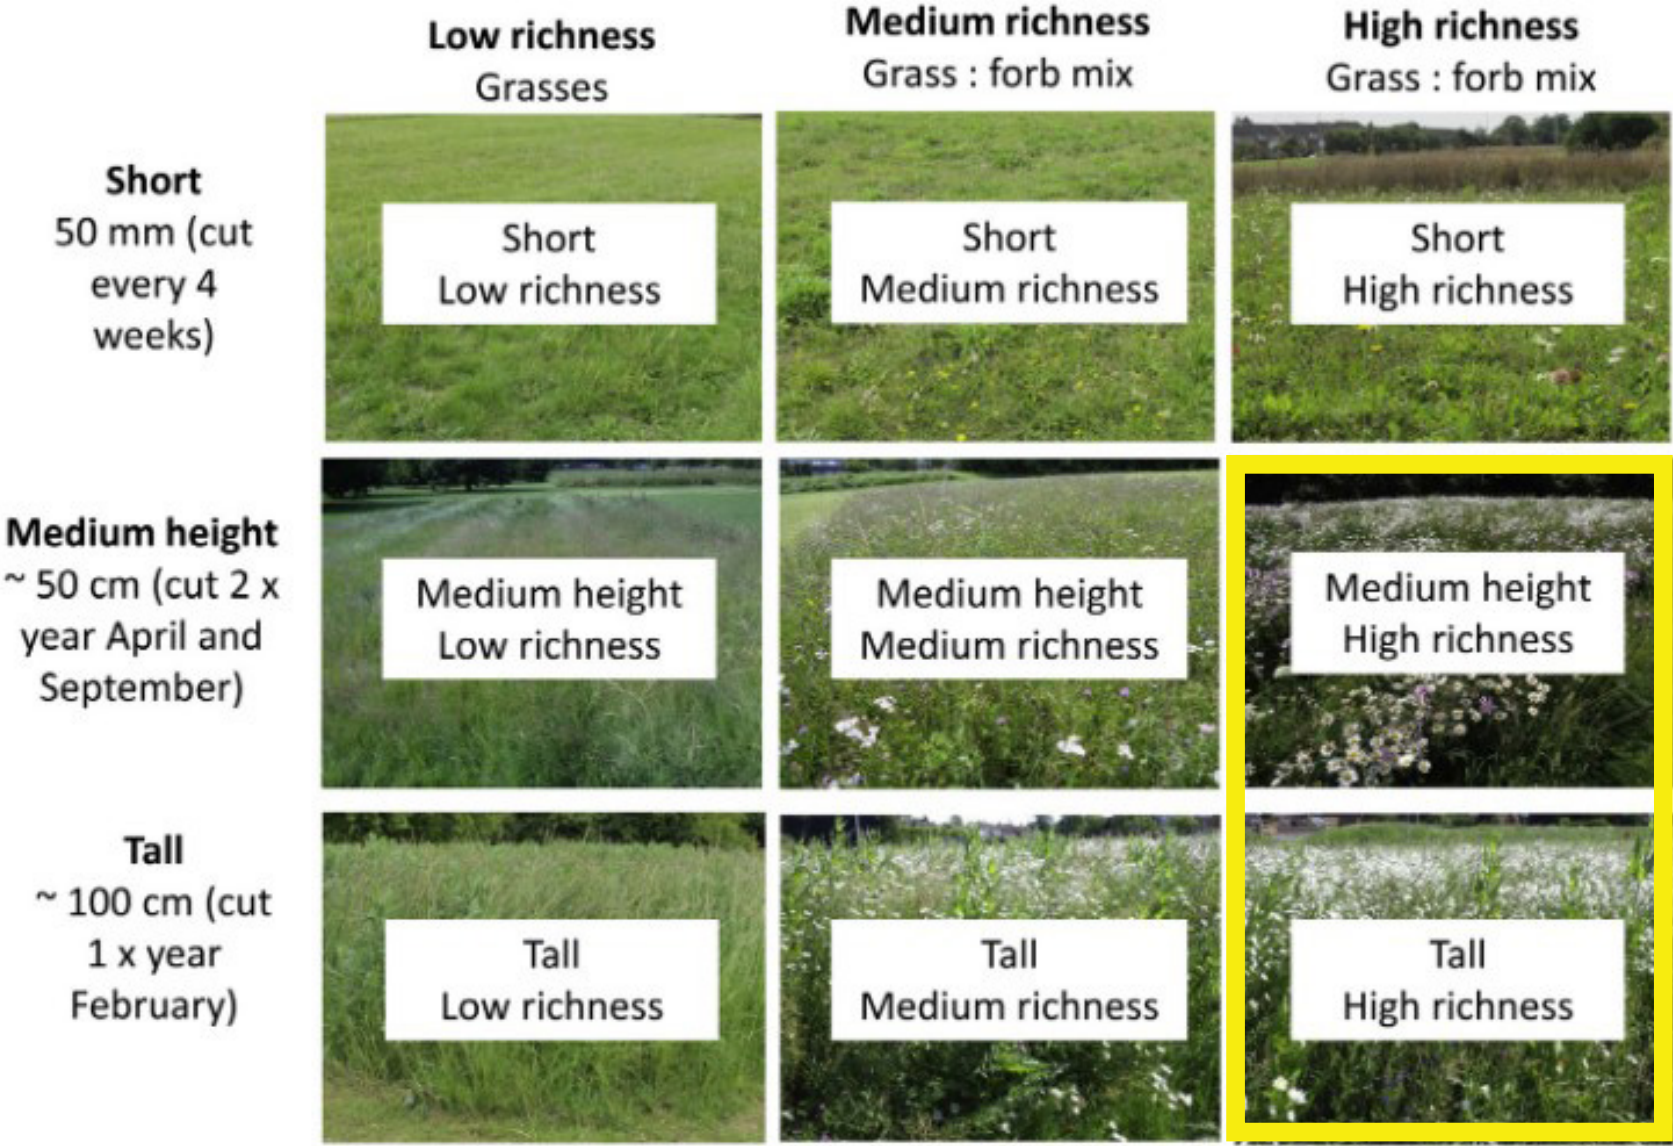 Low richness
Grasses
Medium richness
Grass : forb mix
High richness
Grass : forb mix
Short
50 mm (cut
every 4
weeks)
Short
Low richness
Short
Medium richness
Short
High richness
Medium height
~ 50 cm (cut 2 x
year April and
September)
Medium height
Low richness
Medium height
Medium richness
Medium height
High richness
Tall
~ 100 cm (cut
1 x year
February)
Tall
Low richness
Tall
Medium richness
Tall
High richness